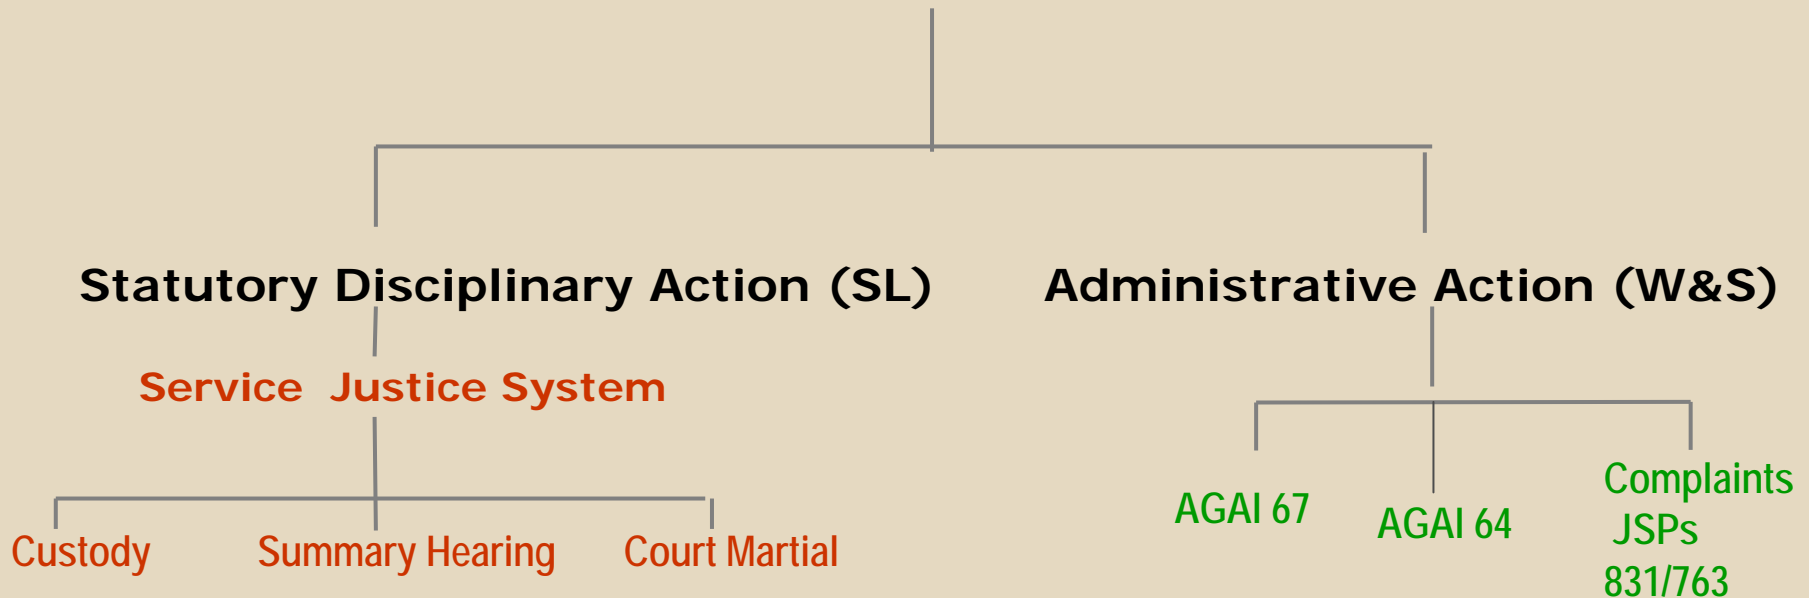 Statutory Disciplinary Action (SL)
Administrative Action (W&S)
Service Justice System
Custody
Summary Hearing
Court Martial
AGAI 67
AGAI 64
Complaints
JSPs
831/763